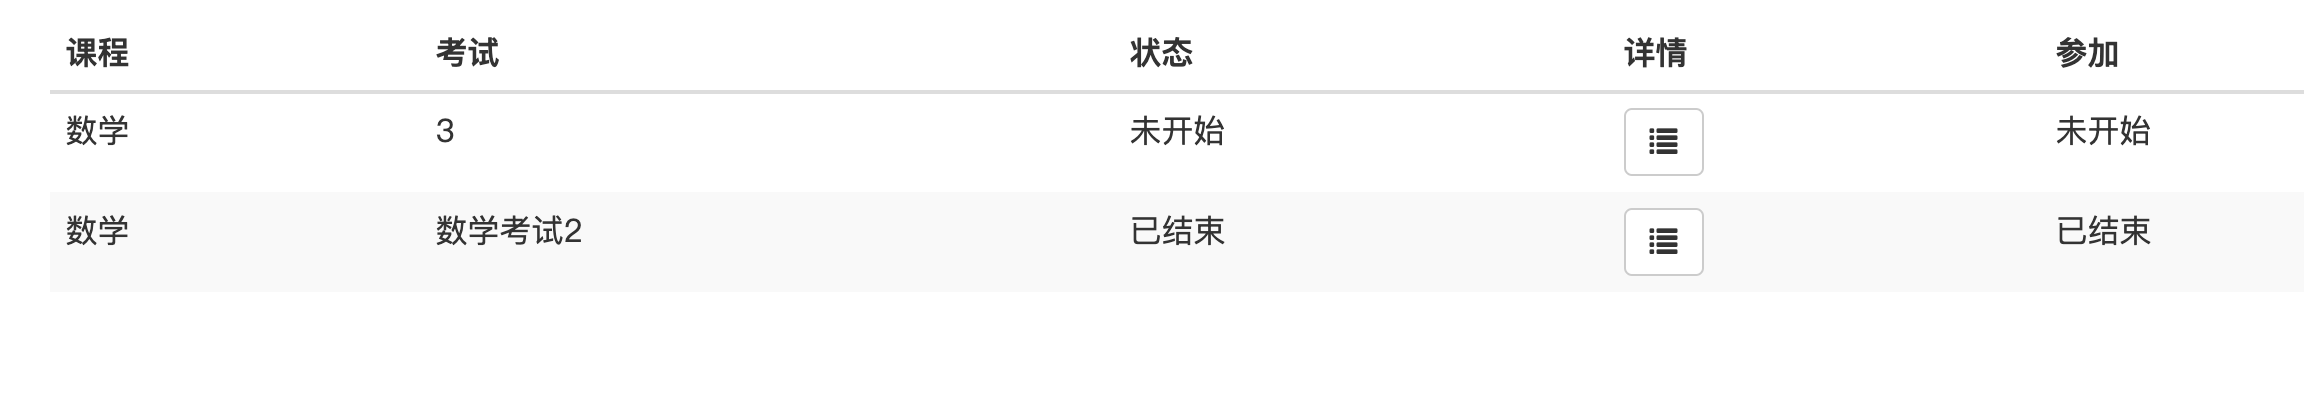 课程 考试 状态 详情 参加
数学 3 未开始 未开始
数学 数学考试2 已结束 已结束